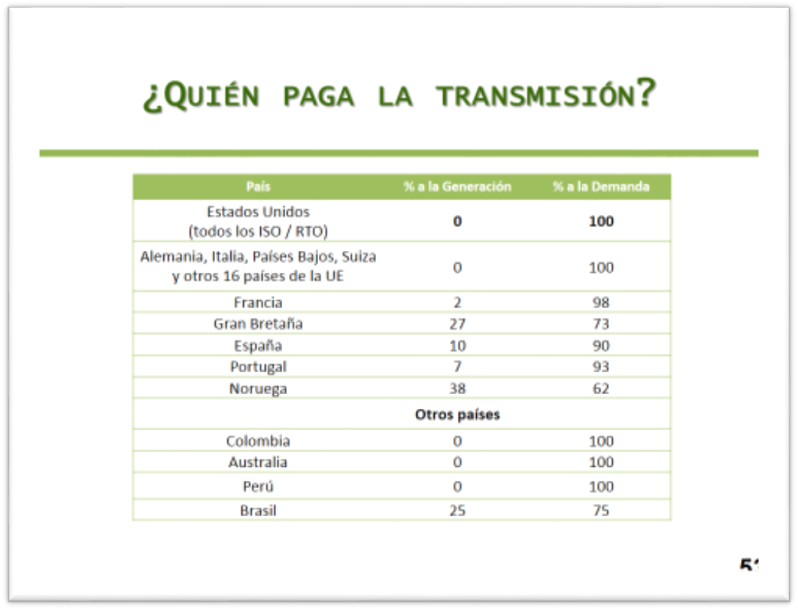 ¿QUIÉN PAGA LA TRANSMISIÓN?
País % a la Generación % a la Demanda
Estados Unidos
(todos los ISO / RTO) 0 100
Alemania, Italia, Países Bajos, Suiza
y otros 16 países de la UE 0 100
Francia 2 98
Gran Bretaña 27 73
España 10 90
Portugal 7 93
Noruega 38 62
Otros países
Colombia 0 100
Australia 0 100
Perú 0 100
Brasil 25 75